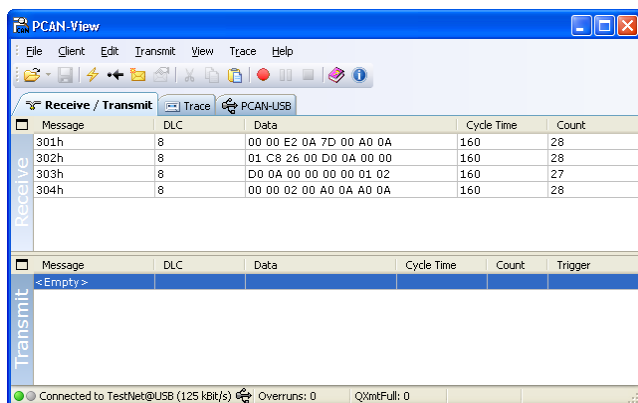 PCAN-View
File Client Edit Transmit View Trace Help
Receive / Transmit Trace PCAN-USB
Message DLC Data Cycle Time Count
301h 8 00 00 E2 0A 7D 00 A0 0A 160 28
302h 8 01 C8 26 00 D0 0A 00 00 160 28
303h 8 D0 0A 00 00 00 00 01 02 160 27
304h 8 00 00 02 00 A0 0A A0 0A 160 28
Receive
Message DLC Data Cycle Time Count Trigger
<Empty>
Transmit
Connected to TestNet@USB (125 kBit/s) Overruns: 0 QXmtFull: 0